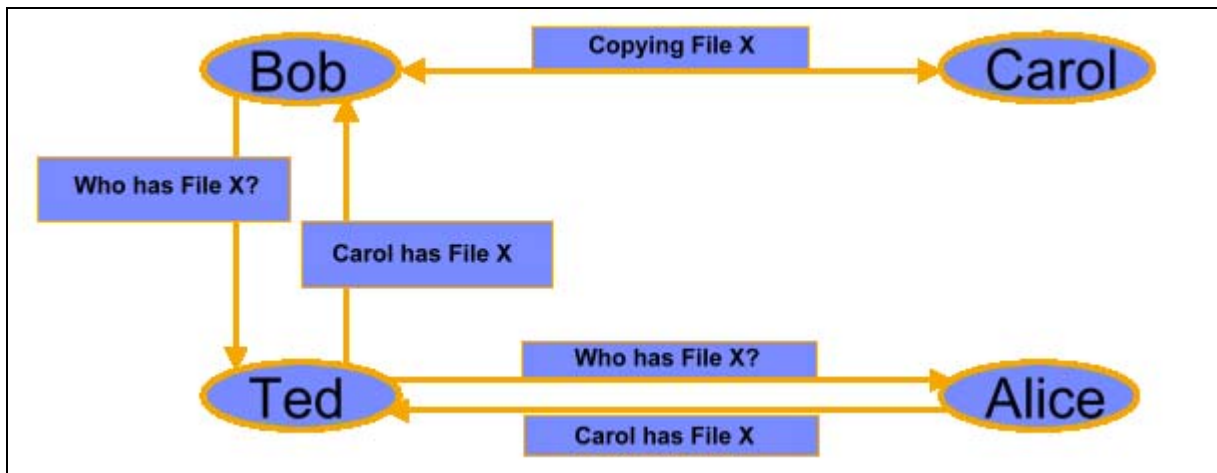 Copying File X
Bob
Carol
Who has File X?
Carol has File X
Who has File X?
Ted
Alice
Carol has File X